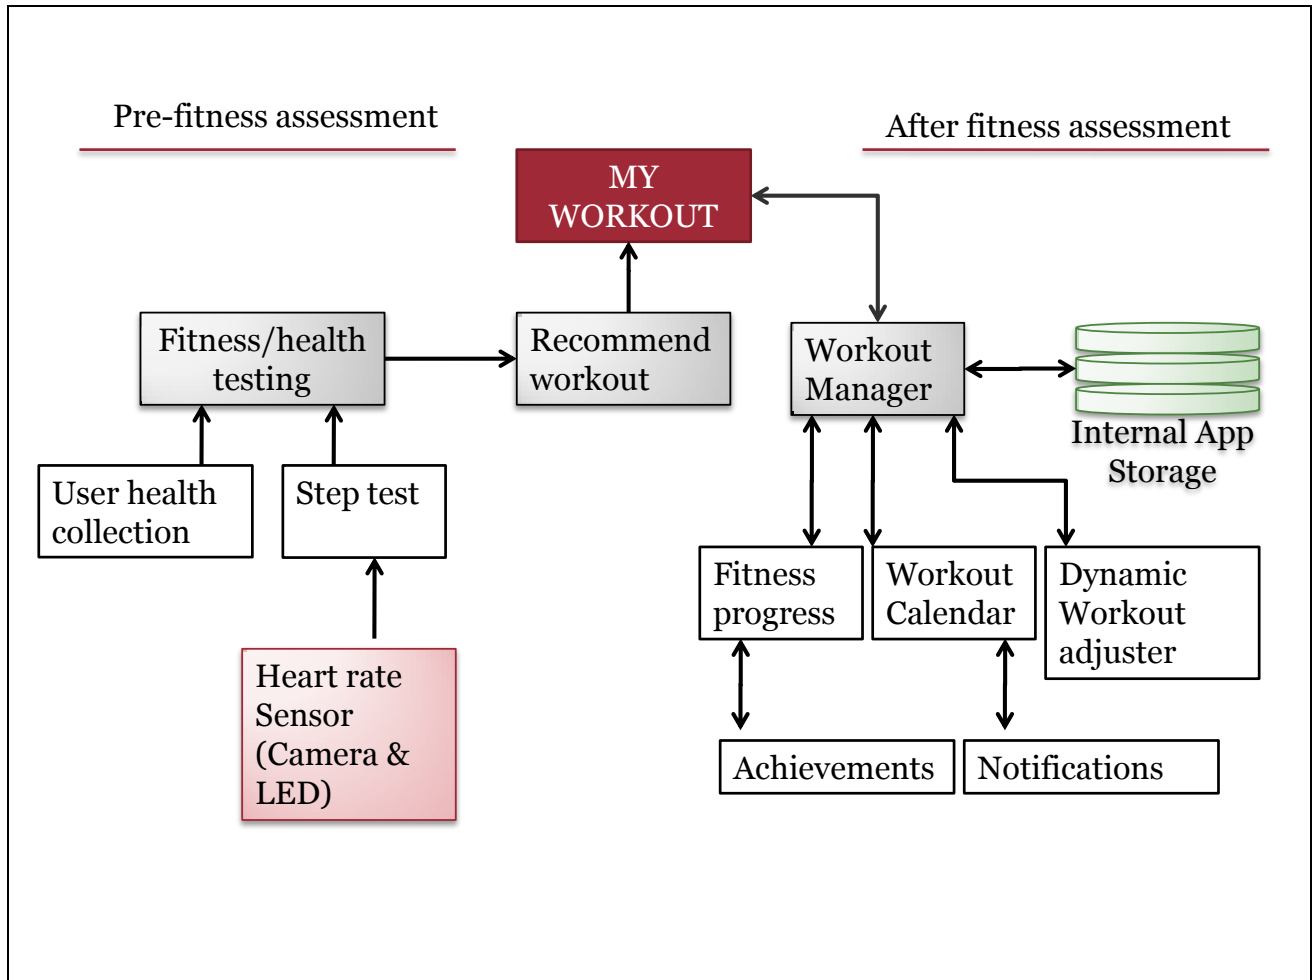 Pre-fitness assessment
After fitness assessment
MY
WORKOUT
Fitness/health
testing
Recommend
workout
Workout
Manager
Internal App
Storage
User health
collection
Step test
Fitness
progress
Workout
Calendar
Dynamic
Workout
adjuster
Heart rate
Sensor
(Camera &
LED)
Achievements
Notifications